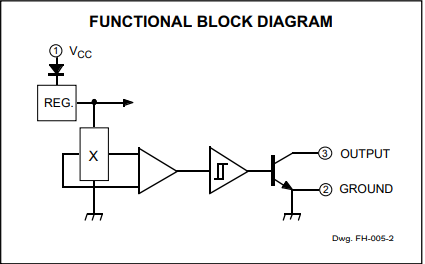 FUNCTIONAL BLOCK DIAGRAM
1 VCC
REG.
X
3 OUTPUT
2 GROUND
Dwg. FH-005-2